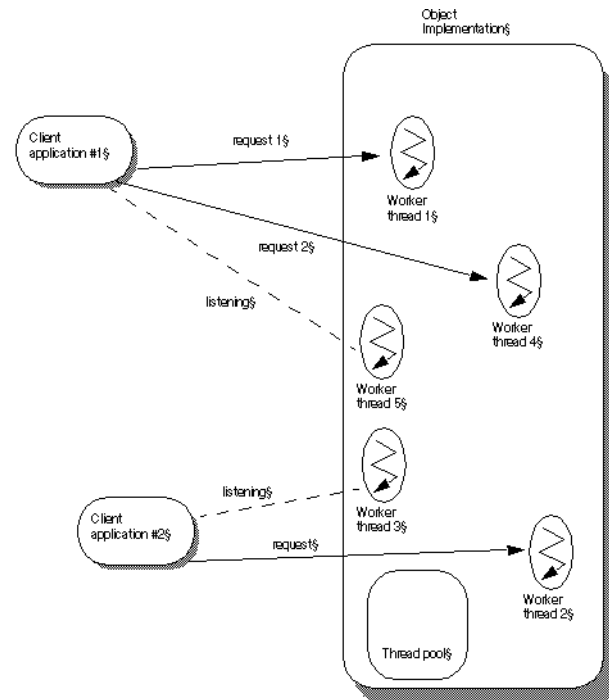 Object
Implementation§
Client
application #1§
request 1§
Worker
thread 1§
request 2§
listening§
Worker
thread 4§
Worker
thread 5§
listening§
Client
application #2§
Worker
thread 3§
request§
Worker
thread 2§
Thread pool§